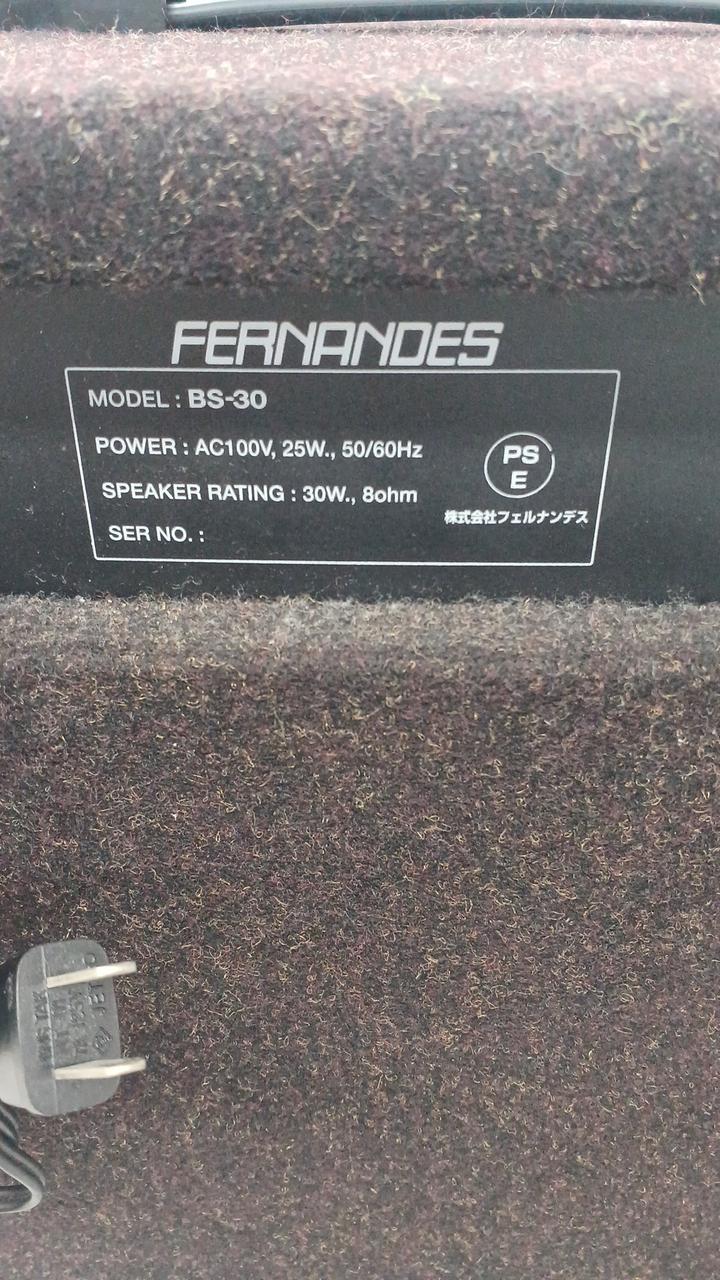 FERNANDES
MODEL : BS-30
POWER : AC100V, 25W., 50/60Hz
SPEAKER RATING : 30W., 8ohm
SER NO. :
PS
E
株式会社フェルナンデス